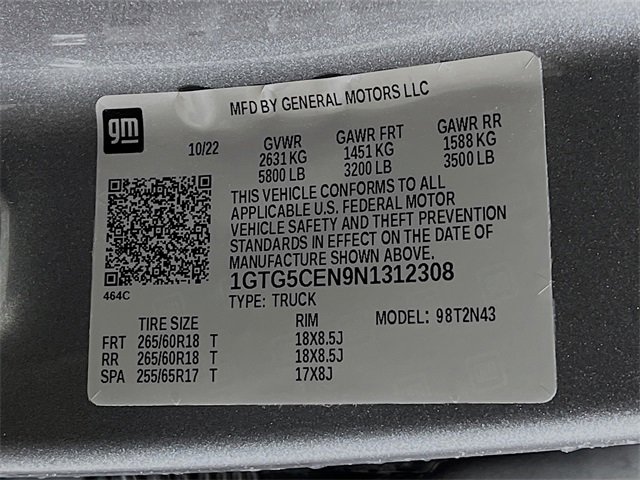 MFD BY GENERAL MOTORS LLC
gm
10/22 GVWR GAWR FRT GAWR RR
2631 KG 1451 KG 1588 KG
5800 LB 3200 LB 3500 LB
THIS VEHICLE CONFORMS TO ALL
APPLICABLE U.S. FEDERAL MOTOR
VEHICLE SAFETY AND THEFT PREVENTION
STANDARDS IN EFFECT ON THE DATE OF
MANUFACTURE SHOWN ABOVE.
1GTG5CEN9N1312308
464C
TYPE: TRUCK
TIRE SIZE RIM MODEL: 98T2N43
FRT 265/60R18 T 18X8.5J
RR 265/60R18 T 18X8.5J
SPA 255/65R17 T 17X8J